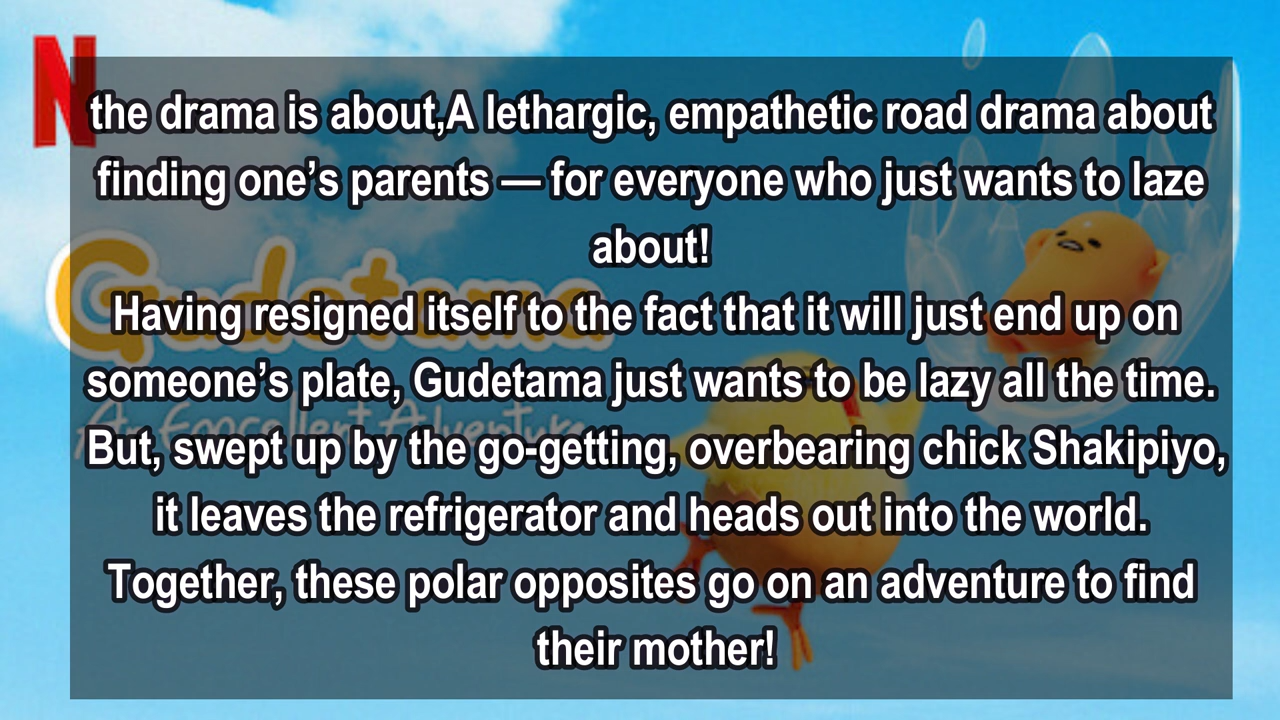 N
the drama is about,A lethargic, empathetic road drama about
finding one’s parents — for everyone who just wants to laze
about!
Gudetama
Having resigned itself to the fact that it will just end up on
someone’s plate, Gudetama just wants to be lazy all the time.
An Eggcellent Adventure
But, swept up by the go-getting, overbearing chick Shakipiyo,
it leaves the refrigerator and heads out into the world.
Together, these polar opposites go on an adventure to find
their mother!